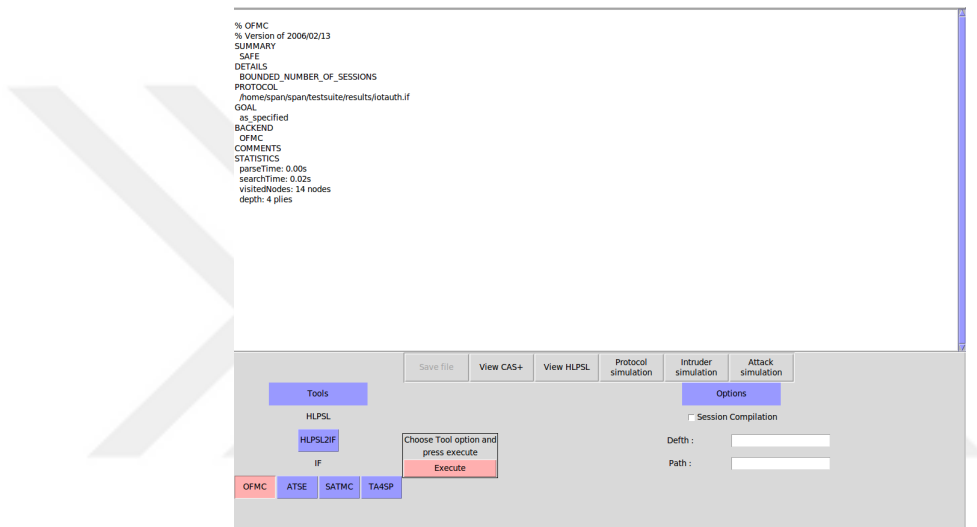 % OFMC
% Version of 2006/02/13
SUMMARY
SAFE
DETAILS
BOUNDED_NUMBER_OF_SESSIONS
PROTOCOL
/home/span/span/testsuite/results/iotauth.if
GOAL
as_specified
BACKEND
OFMC
COMMENTS
STATISTICS
parseTime: 0.00s
searchTime: 0.02s
visitedNodes: 14 nodes
depth: 4 plies
Save file
View CAS+
View HLPSL
Protocol
simulation
Intruder
simulation
Attack
simulation
Tools
Options
HLPSL
Session Compilation
HLPSL2IF
Choose Tool option and
press execute
Execute
Defth :
IF
Path :
OFMC
ATSE
SATMC
TA4SP